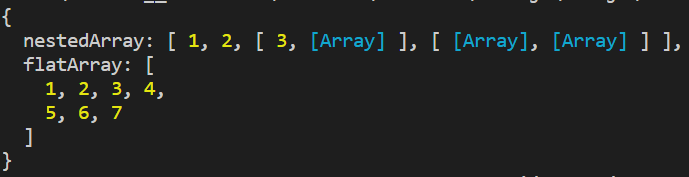 {
  nestedArray: [ 1, 2, [ 3, [Array] ], [ [Array], [Array] ] ],
  flatArray: [
    1, 2, 3, 4,
    5, 6, 7
  ]
}